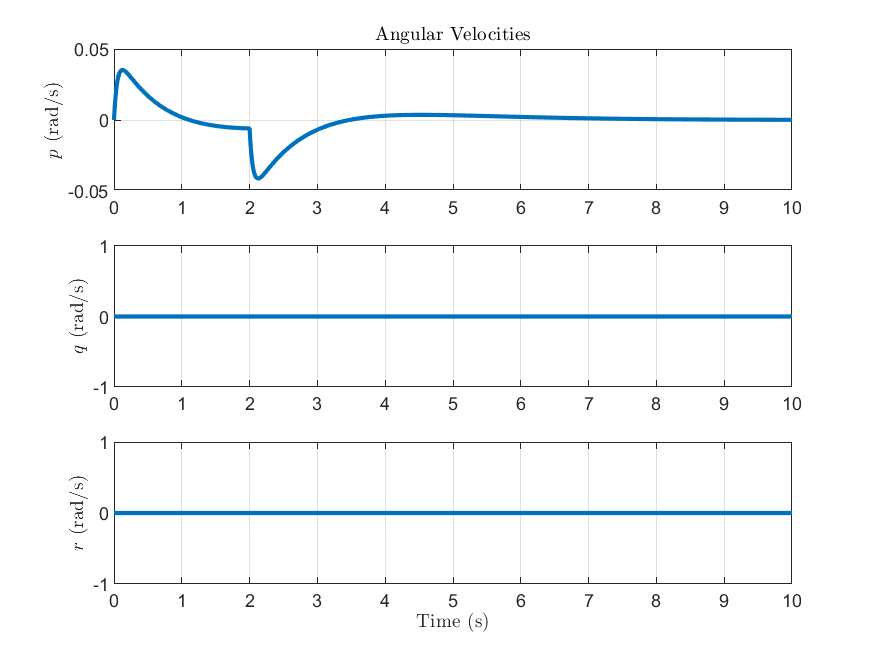 Angular Velocities
0.05
0
-0.05
p (rad/s)
0 1 2 3 4 5 6 7 8 9 10
1
0
-1
q (rad/s)
0 1 2 3 4 5 6 7 8 9 10
1
0
-1
r (rad/s)
0 1 2 3 4 5 6 7 8 9 10
Time (s)